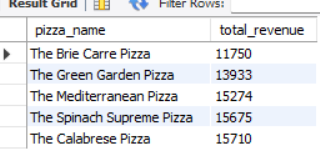 Result Grid Filter Rows:
pizza_name total_revenue
The Brie Carre Pizza 11750
The Green Garden Pizza 13933
The Mediterranean Pizza 15274
The Spinach Supreme Pizza 15675
The Calabrese Pizza 15710